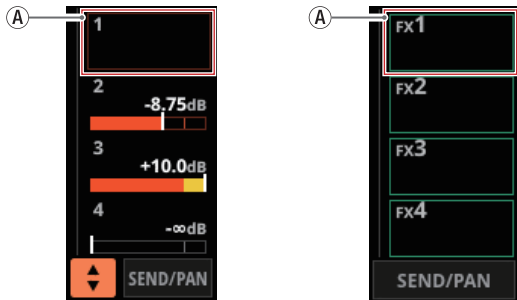 Ⓐ
1
2
-8.75dB
3
+10.0dB
4
-∞dB
SEND/PAN
Ⓐ
FX1
FX2
FX3
FX4
SEND/PAN